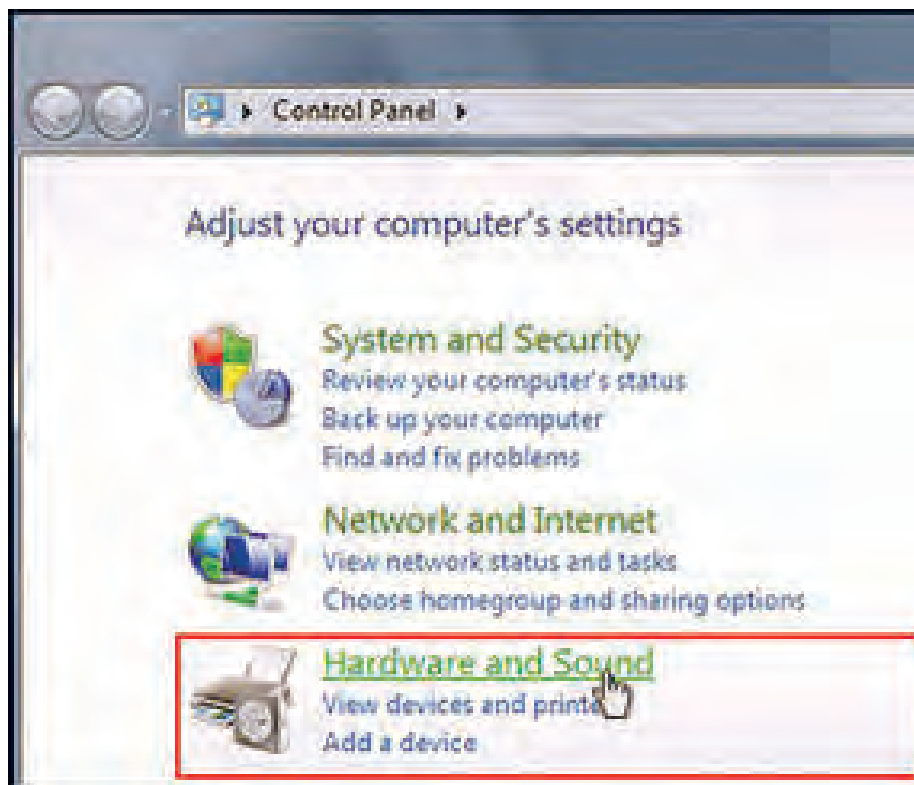 Control Panel
Adjust your computer's settings
System and Security
Review your computer's status
Back up your computer
Find and fix problems
Network and Internet
View network status and tasks
Choose homegroup and sharing options
Hardware and Sound
View devices and printe
Add a device